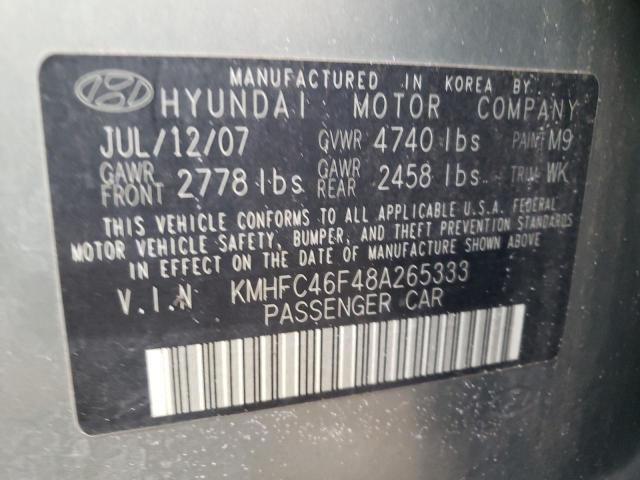 MANUFACTURED IN KOREA BY
HYUNDAI MOTOR COMPANY
JUL/12/07 GVWR 4740 lbs PAINT M9
GAWR FRONT 2778 lbs GAWR REAR 2458 lbs TRIM WK
THIS VEHICLE CONFORMS TO ALL APPLICABLE U.S.A. FEDERAL
MOTOR VEHICLE SAFETY, BUMPER, AND THEFT PREVENTION STANDARDS
IN EFFECT ON THE DATE OF MANUFACTURE SHOWN ABOVE
V.I.N KMHFC46F48A265333
PASSENGER CAR